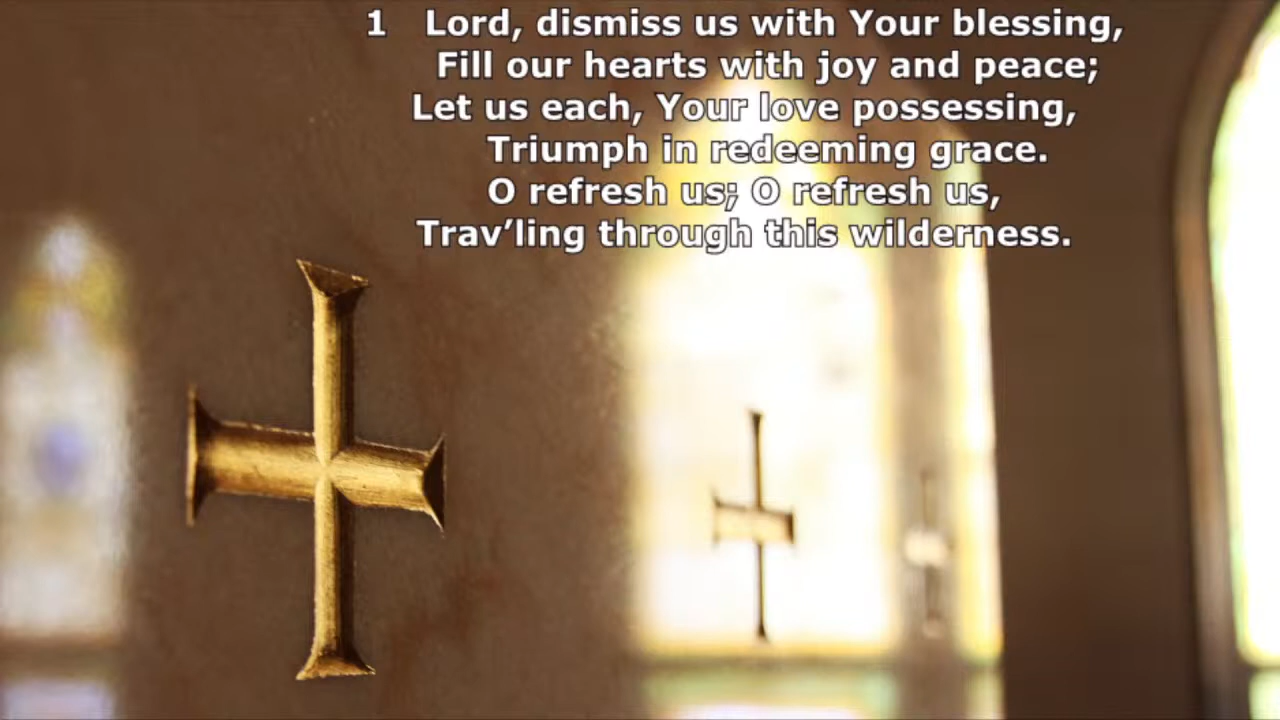 1 Lord, dismiss us with Your blessing,
Fill our hearts with joy and peace;
Let us each, Your love possessing,
Triumph in redeeming grace.
O refresh us; O refresh us,
Trav’ling through this wilderness.